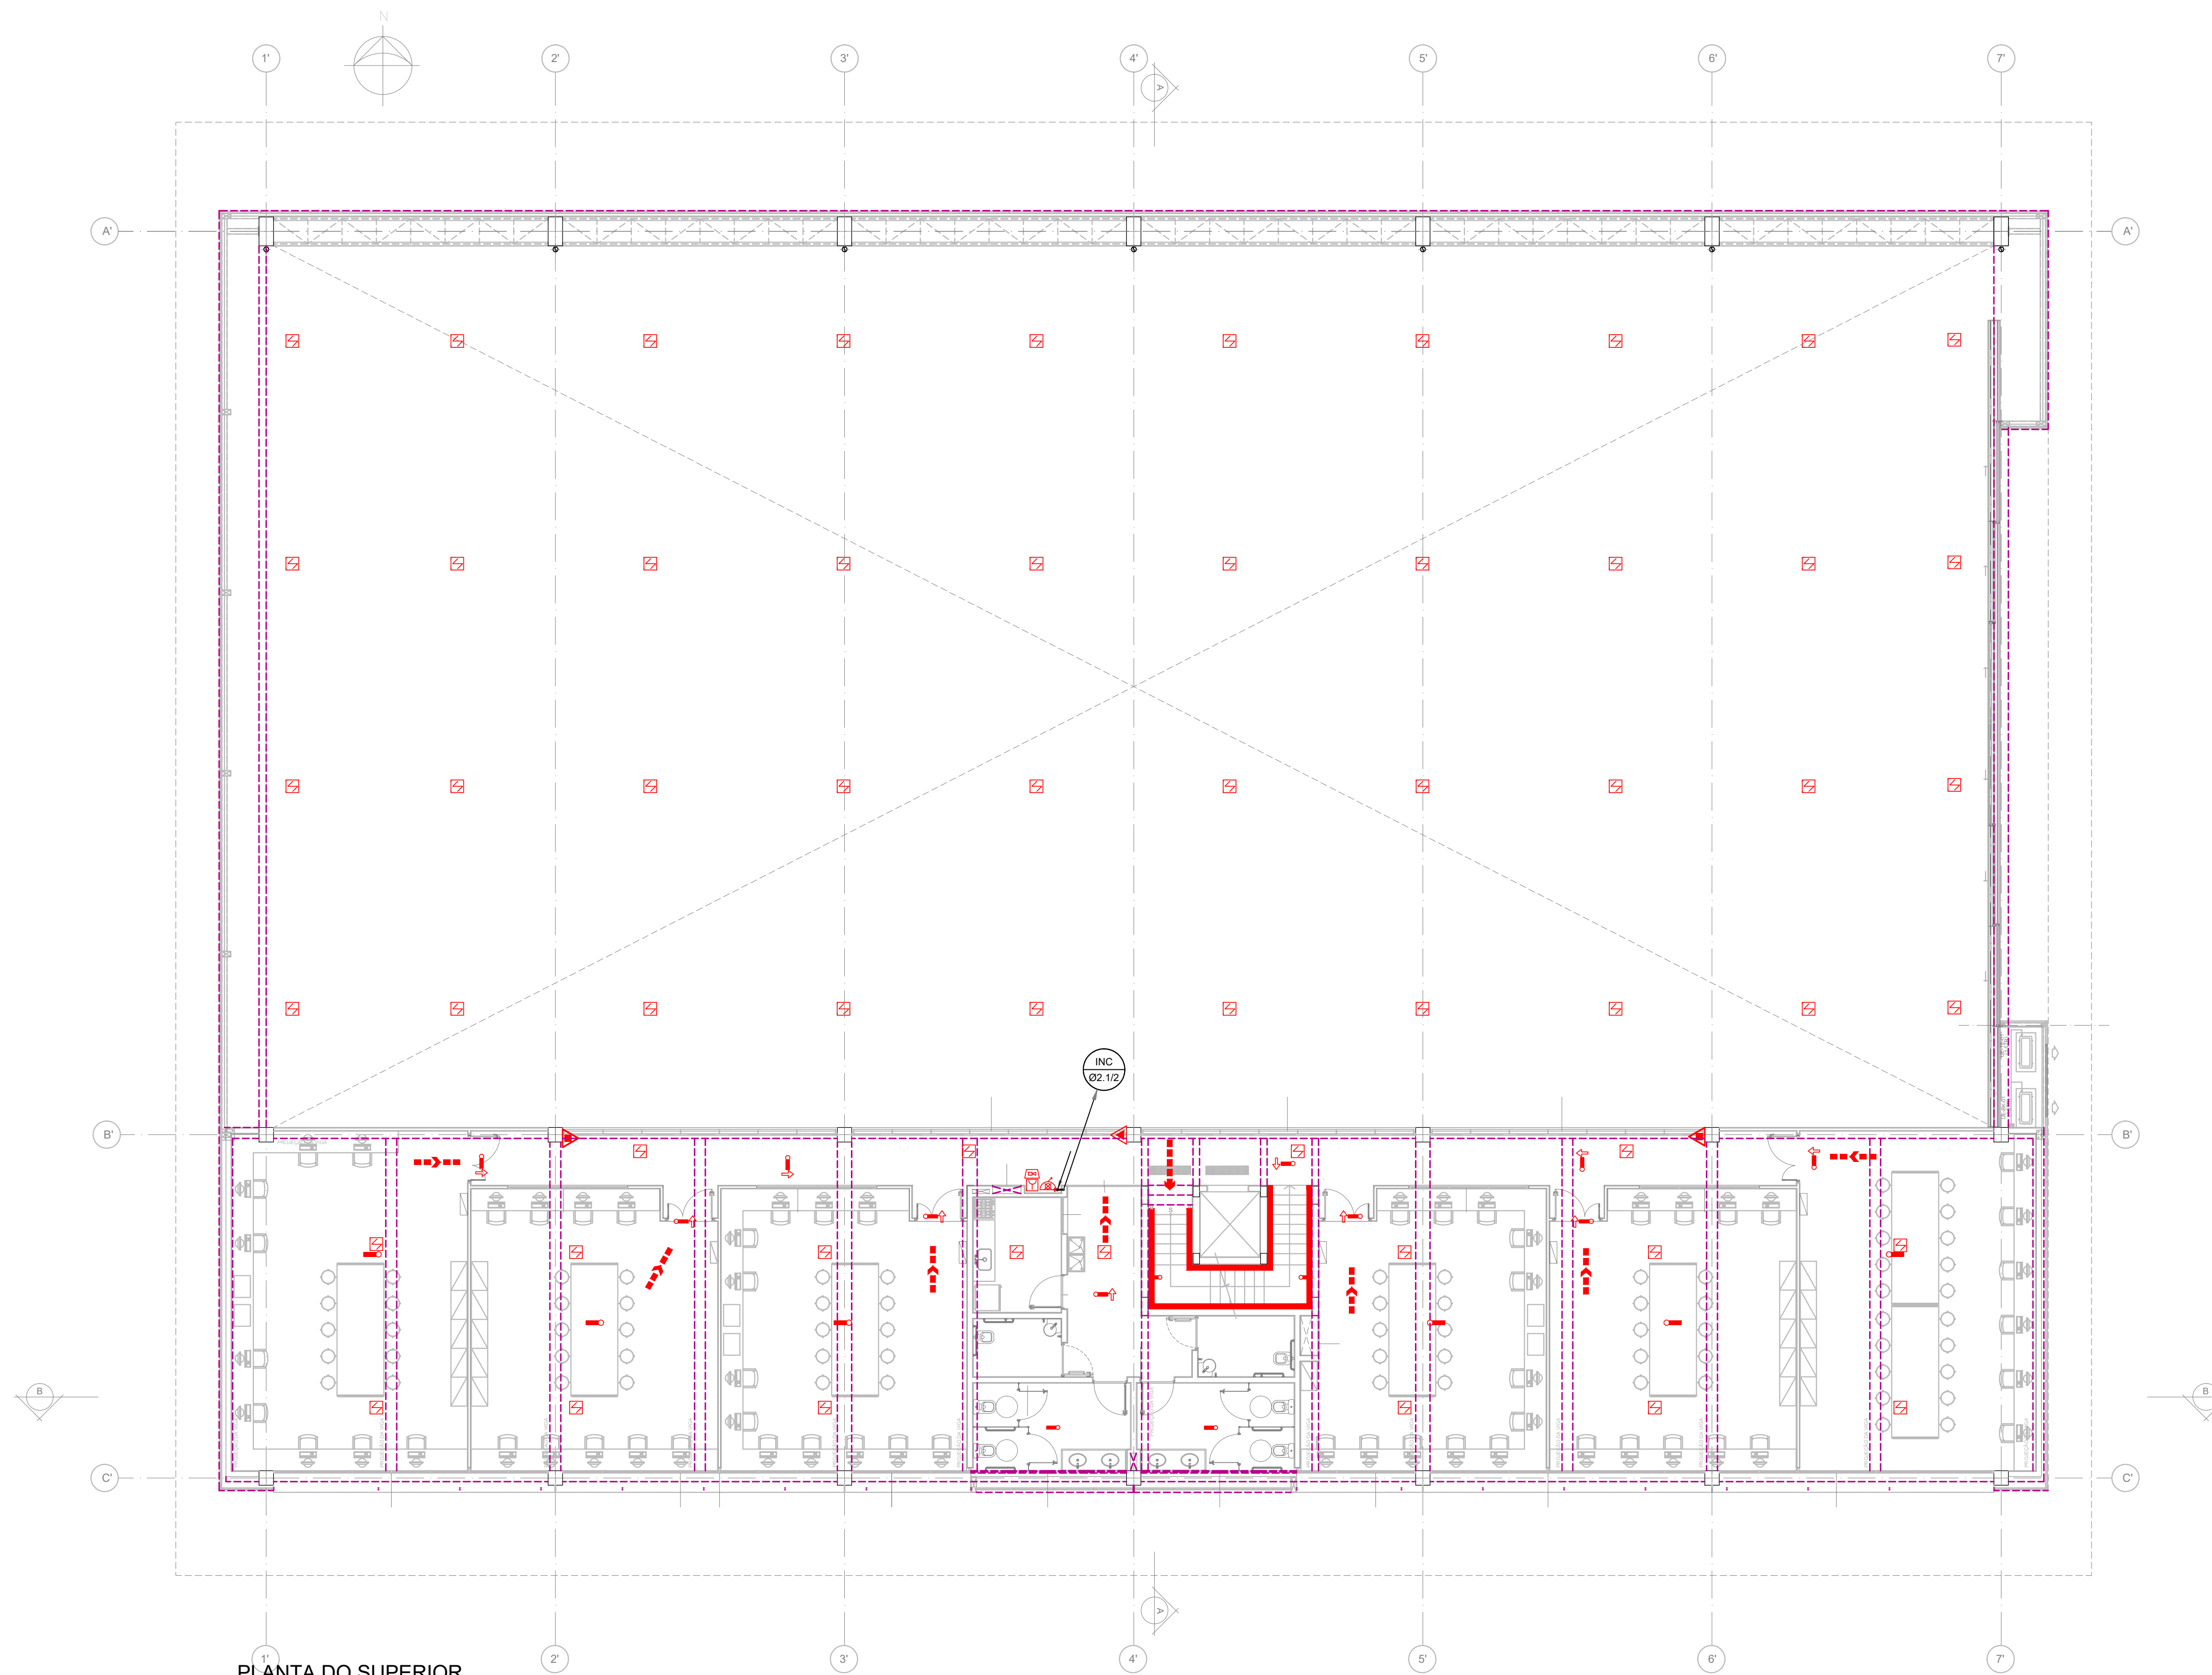 N
1'
2'
3'
4'
5'
6'
7'
A
A'
A'
INC
Ø2.1/2
B'
B'
B
B
C'
C'
A
1'
2'
3'
4'
5'
6'
7'
PLANTA DO SUPERIOR